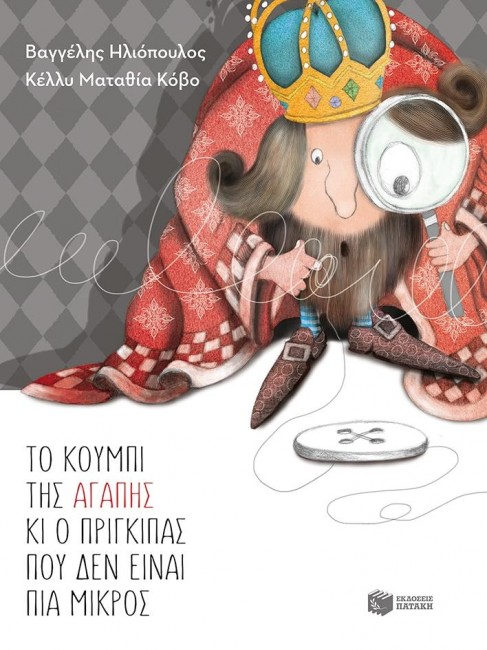 Βαγγέλης Ηλιόπουλος
Κέλλυ Ματαθία Κόβο
ΤΟ ΚΟΥΜΠΙ
ΤΗΣ ΑΓΑΠΗΣ
ΚΙ Ο ΠΡΙΓΚΙΠΑΣ
ΠΟΥ ΔΕΝ ΕΙΝΑΙ
ΠΙΑ ΜΙΚΡΟΣ
ΕΚΔΟΣΕΙΣ
ΠΑΤΑΚΗ